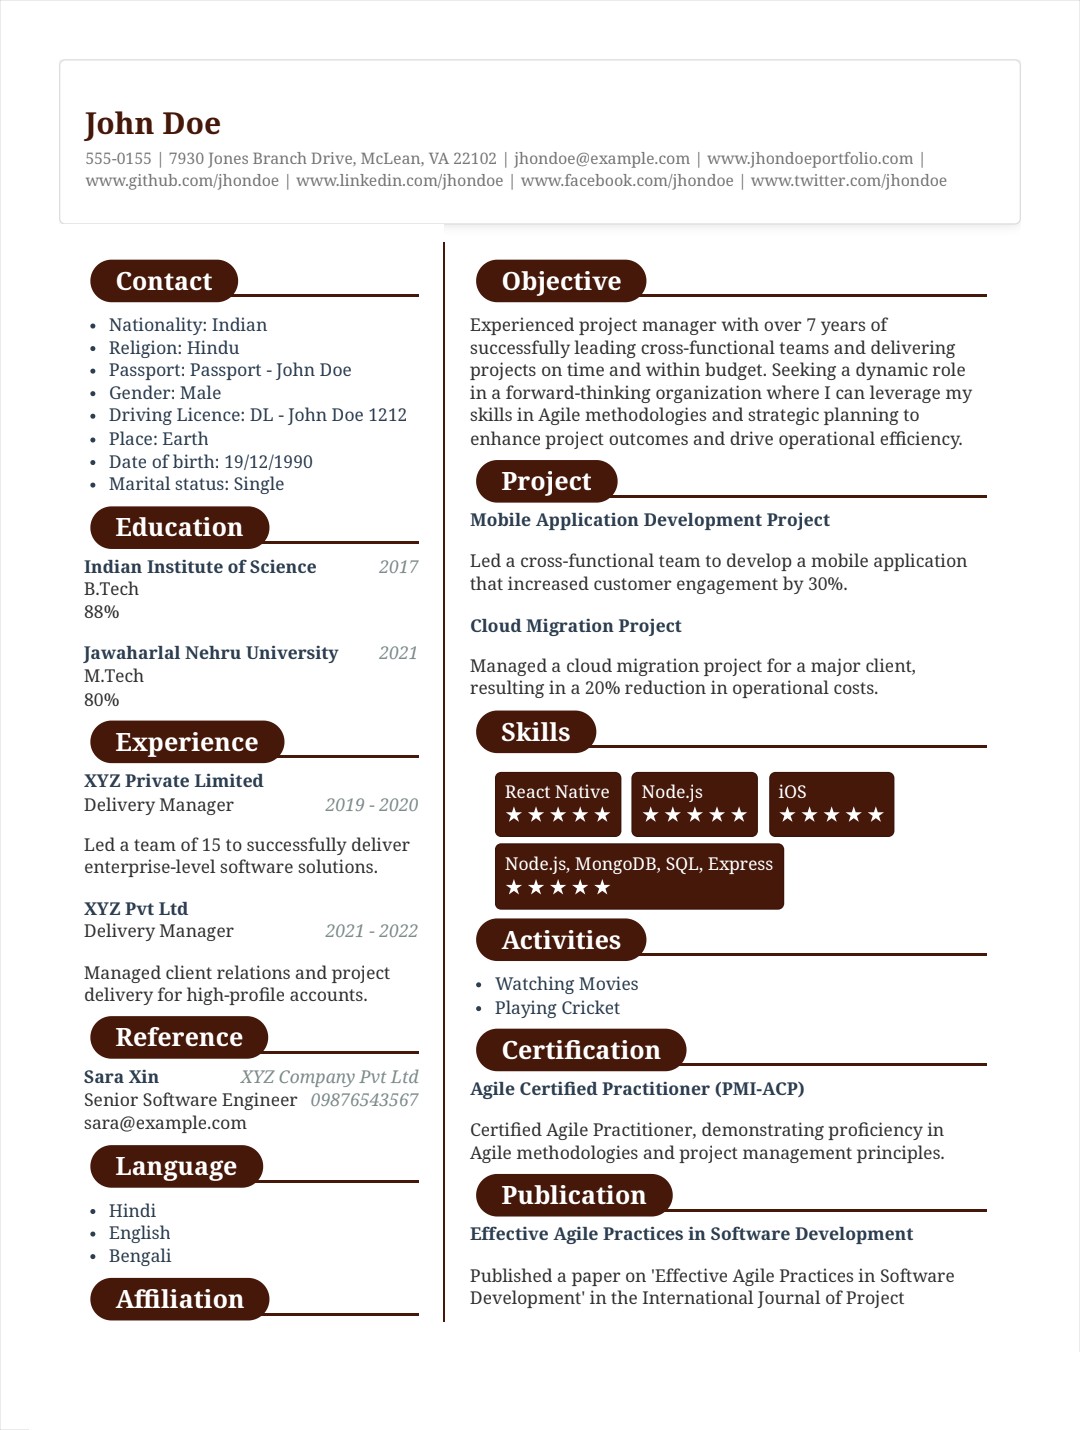 John Doe
555-0155 | 7930 Jones Branch Drive, McLean, VA 22102 | jhondoe@example.com | www.jhondoeportfolio.com |
www.github.com/jhondoe | www.linkedin.com/jhondoe | www.facebook.com/jhondoe | www.twitter.com/jhondoe
Contact
• Nationality: Indian
• Religion: Hindu
• Passport: Passport - John Doe
• Gender: Male
• Driving Licence: DL - John Doe 1212
• Place: Earth
• Date of birth: 19/12/1990
• Marital status: Single
Education
Indian Institute of Science 2017
B.Tech
88%
Jawaharlal Nehru University 2021
M.Tech
80%
Experience
XYZ Private Limited
Delivery Manager 2019 - 2020
Led a team of 15 to successfully deliver
enterprise-level software solutions.
XYZ Pvt Ltd
Delivery Manager 2021 - 2022
Managed client relations and project
delivery for high-profile accounts.
Reference
Sara Xin XYZ Company Pvt Ltd
Senior Software Engineer 09876543567
sara@example.com
Language
• Hindi
• English
• Bengali
Affiliation
Objective
Experienced project manager with over 7 years of
successfully leading cross-functional teams and delivering
projects on time and within budget. Seeking a dynamic role
in a forward-thinking organization where I can leverage my
skills in Agile methodologies and strategic planning to
enhance project outcomes and drive operational efficiency.
Project
Mobile Application Development Project
Led a cross-functional team to develop a mobile application
that increased customer engagement by 30%.
Cloud Migration Project
Managed a cloud migration project for a major client,
resulting in a 20% reduction in operational costs.
Skills
React Native Node.js iOS
★★★★★ ★★★★★ ★★★★★
Node.js, MongoDB, SQL, Express
★★★★★
Activities
• Watching Movies
• Playing Cricket
Certification
Agile Certified Practitioner (PMI-ACP)
Certified Agile Practitioner, demonstrating proficiency in
Agile methodologies and project management principles.
Publication
Effective Agile Practices in Software Development
Published a paper on 'Effective Agile Practices in Software
Development' in the International Journal of Project